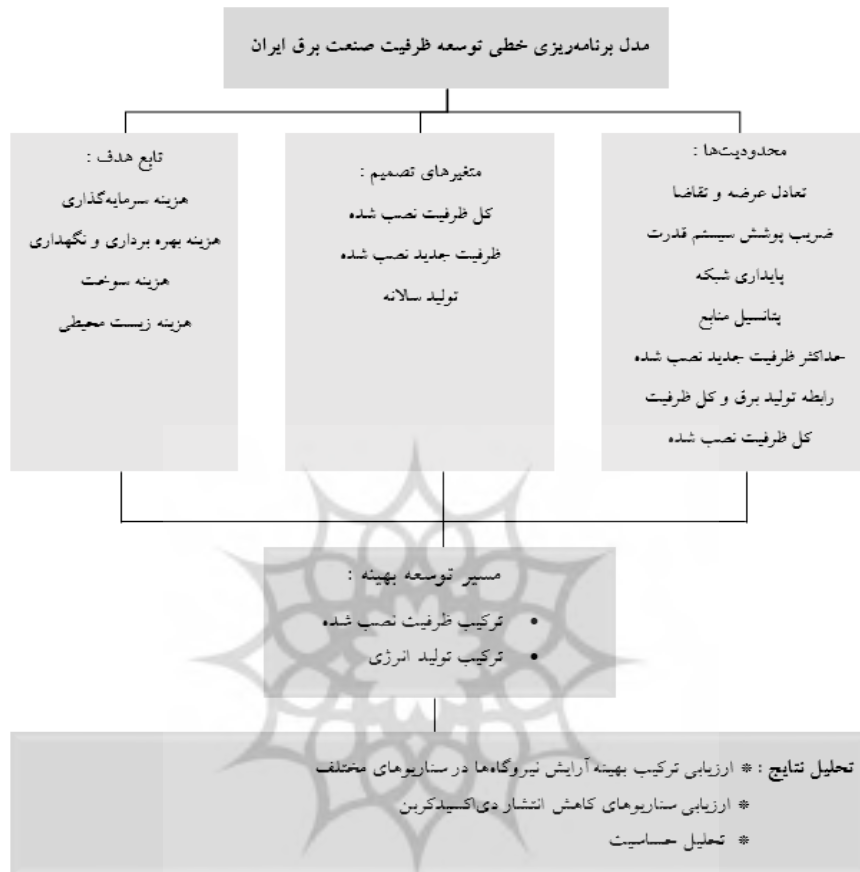 مدل برنامه‌ریزی خطی توسعه ظرفیت صنعت برق ایران
محدودیت‌ها :
تعادل عرضه و تقاضا
ضریب پوشش سیستم قدرت
پایداری شبکه
پتانسیل منابع
حداکثر ظرفیت جدید نصب شده
رابطه تولید برق و کل ظرفیت
کل ظرفیت نصب شده
متغیرهای تصمیم :
کل ظرفیت نصب شده
ظرفیت جدید نصب شده
تولید سالانه
تابع هدف :
هزینه سرمایه‌گذاری
هزینه بهره برداری و نگهداری
هزینه سوخت
هزینه زیست محیطی
مسیر توسعه بهینه :
• ترکیب ظرفیت نصب شده
• ترکیب تولید انرژی
تحلیل نتایج : * ارزیابی ترکیب بهینه آرایش نیروگاه‌ها در سناریوهای مختلف
* ارزیابی سناریوهای کاهش انتشار دی‌اکسیدکربن
* تحلیل حساسیت